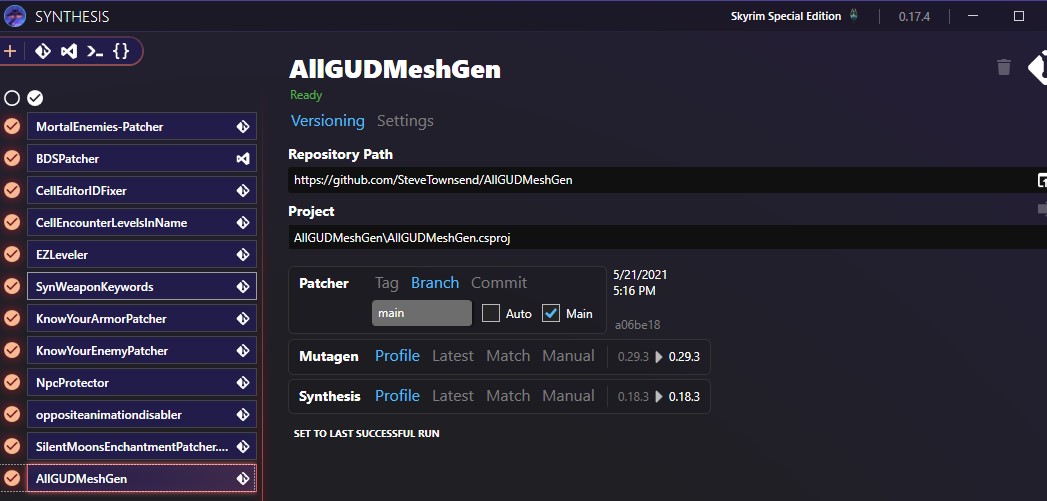 SYNTHESIS
Skyrim Special Edition
0.17.4
MortalEnemies-Patcher
BDSPatcher
CellEditorIDFixer
CellEncounterLevelsInName
EZLeveler
SynWeaponKeywords
KnowYourArmorPatcher
KnowYourEnemyPatcher
NpcProtector
oppositeanimationdisabler
SilentMoonsEnchantmentPatcher....
AllGUDMeshGen
AllGUDMeshGen
Ready
Versioning Settings
Repository Path
https://github.com/SteveTownsend/AllGUDMeshGen
Project
AllGUDMeshGen\AllGUDMeshGen.csproj
Patcher Tag Branch Commit
main Auto Main
5/21/2021
5:16 PM
a06be18
Mutagen Profile Latest Match Manual 0.29.3 0.29.3
Synthesis Profile Latest Match Manual 0.18.3 0.18.3
SET TO LAST SUCCESSFUL RUN